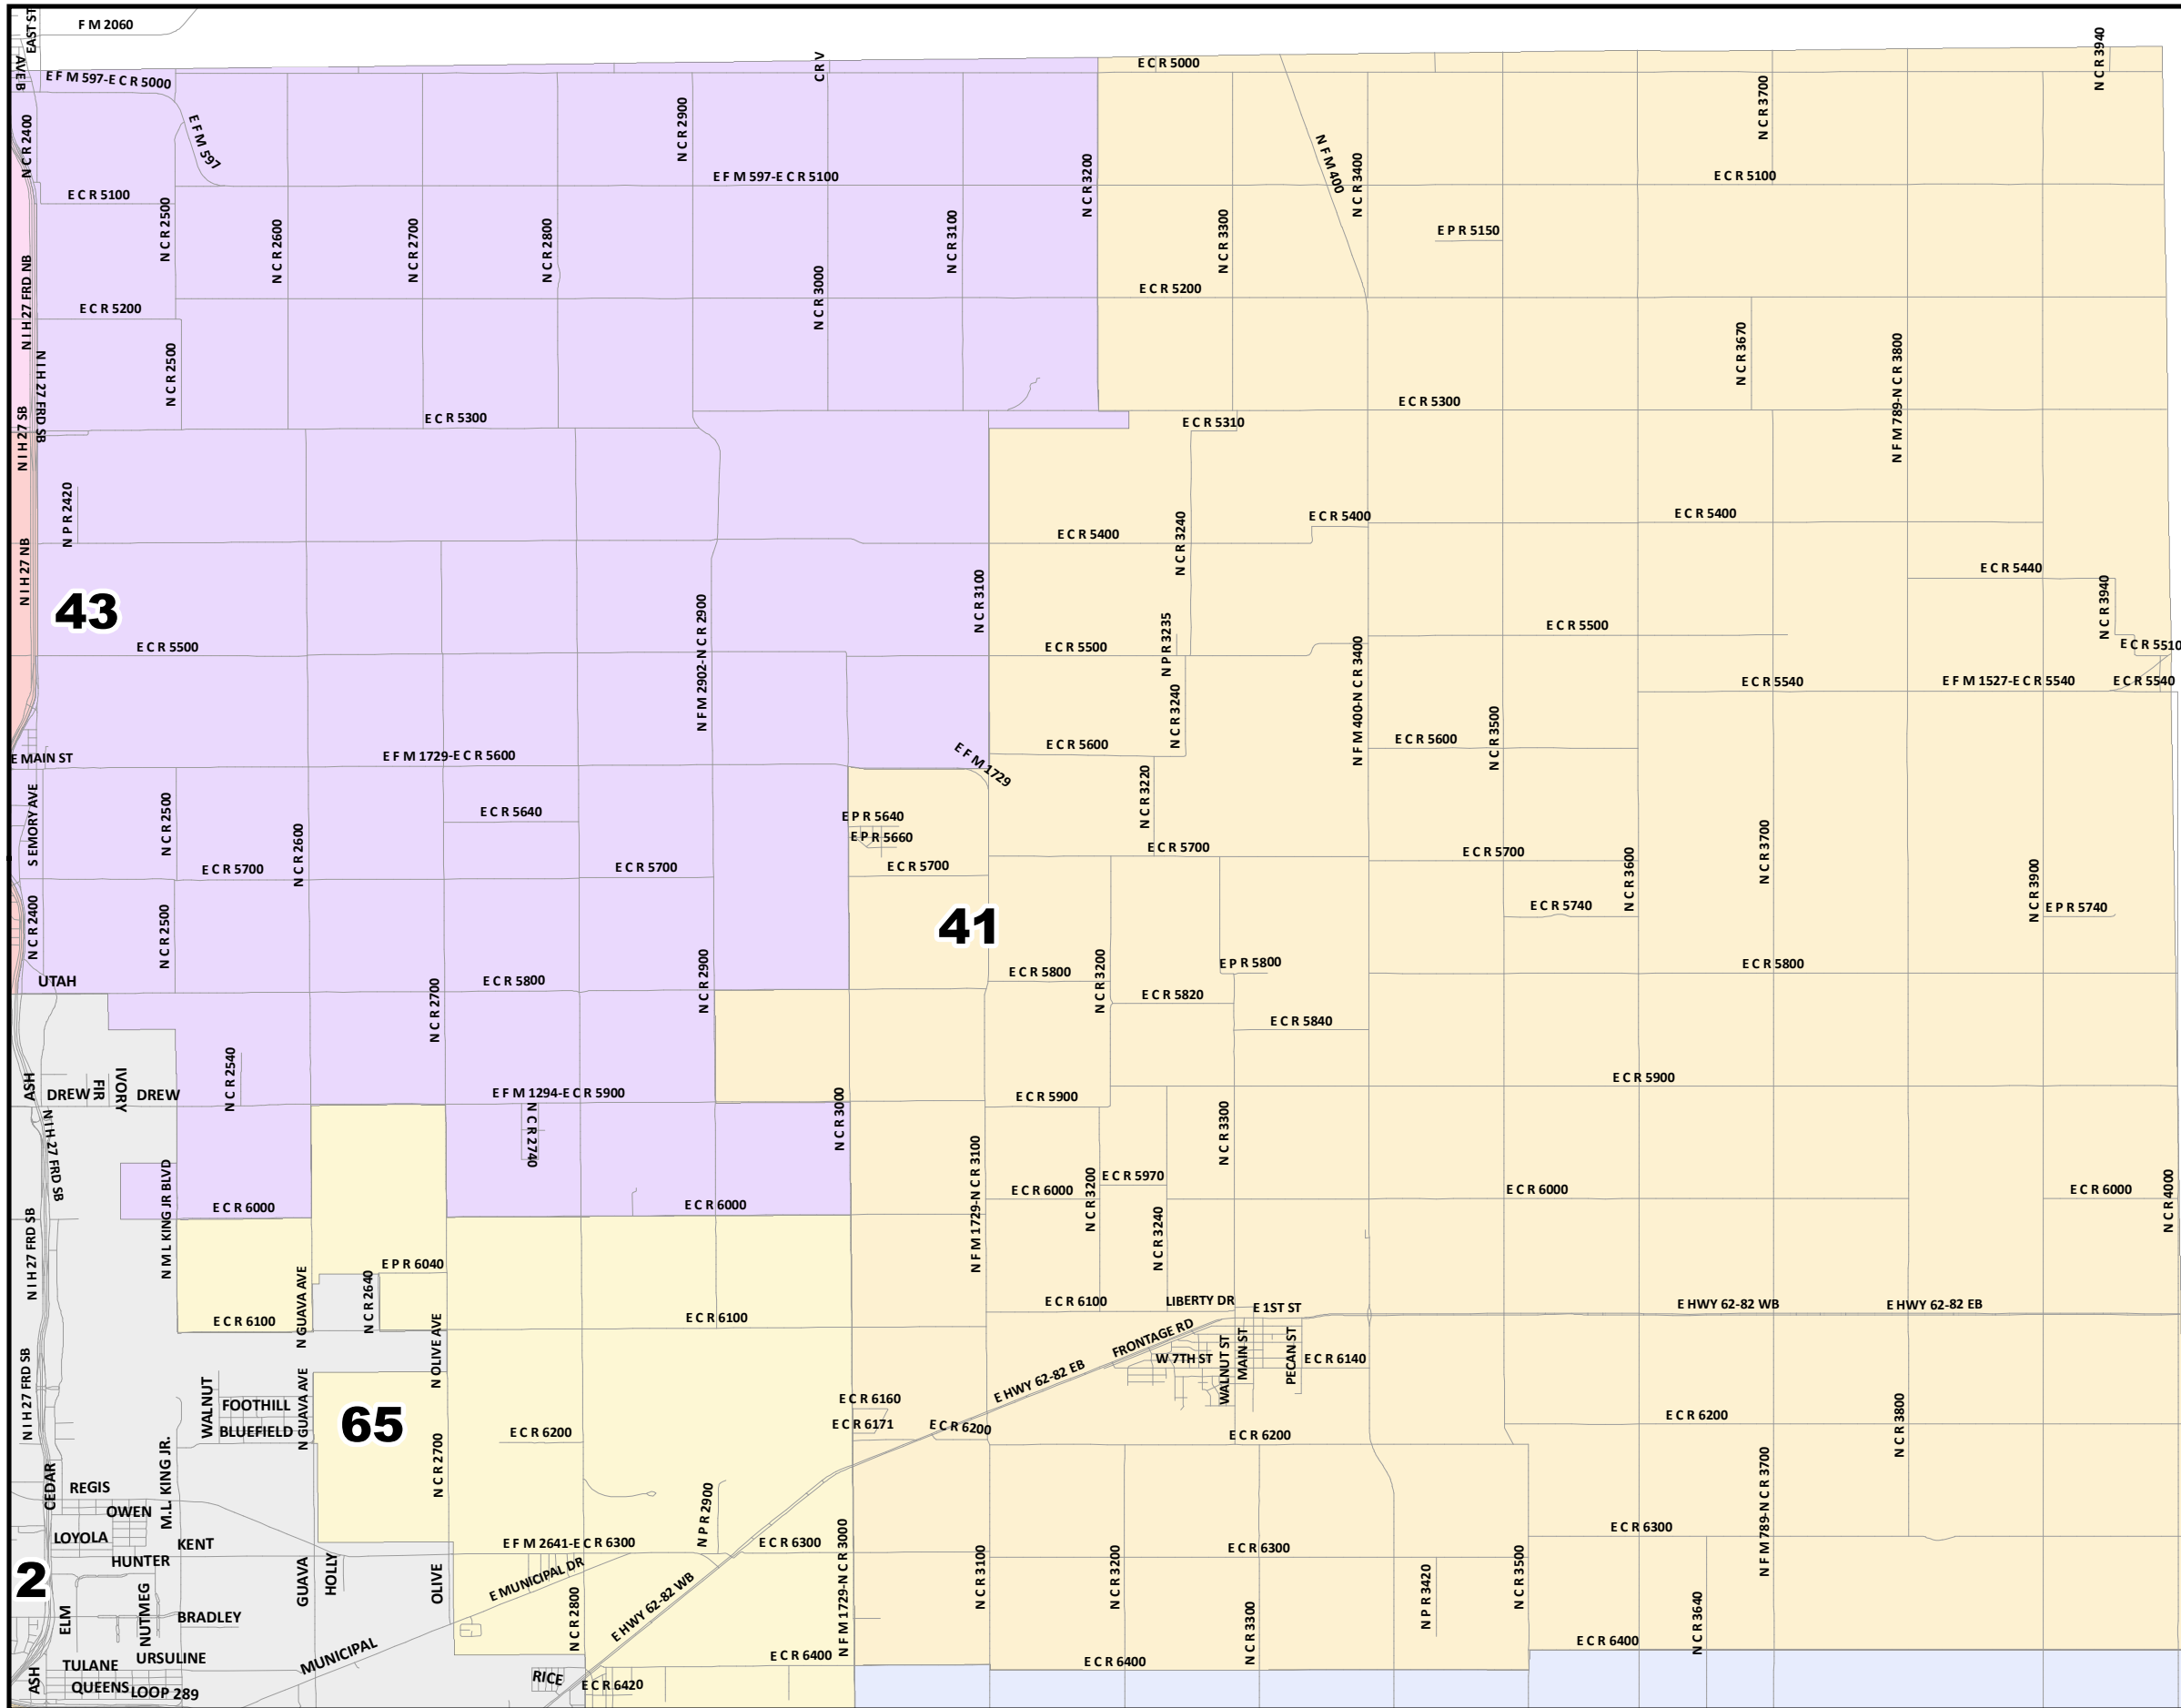 F M 2060
EAST ST
AVE B
E F M 597-E C R 5000
C R V
E C R 5000
N C R 3940
N C R 2400
E F M 597
N C R 2900
N C R 3700
N F M 400
N C R 3400
N C R 3200
E F M 597-E C R 5100
E C R 5100
E C R 5100
N C R 2500
N C R 2600
N C R 2700
N C R 2800
N C R 3100
N C R 3300
E P R 5150
N I H 27 FRD NB
N C R 3000
E C R 5200
E C R 5200
N C R 2500
N I H 27 FRD SB
N C R 3670
N F M 789-N C R 3800
E C R 5300
E C R 5300
E C R 5310
N I H 27 SB
N P R 2420
E C R 5400
E C R 5400
E C R 5400
N C R 3240
N I H 27 NB
43
N C R 3100
E C R 5440
N C R 3940
E C R 5500
E C R 5500
E C R 5500
N P R 3235
E C R 5510
N F M 2902-N C R 2900
N C R 3240
N F M 400-N C R 3400
E C R 5540
E F M 1527-E C R 5540
E C R 5540
N C R 3500
E C R 5600
E C R 5600
E MAIN ST
E F M 1729-E C R 5600
E F M 1729
N C R 3220
S EMORY AVE
N C R 2500
E C R 5640
N C R 2600
E P R 5640
E P R 5660
E C R 5700
E C R 5700
E C R 5700
E C R 5700
E C R 5700
N C R 3600
N C R 3700
N C R 3900
E C R 5740
E P R 5740
N C R 2400
N C R 2500
41
UTAH
E C R 5800
N C R 2700
N C R 2900
E C R 5800
N C R 3200
E P R 5800
E C R 5800
E C R 5820
E C R 5840
ASH
DREW
FIR
IVORY
DREW
N C R 2540
E F M 1294-E C R 5900
N C R 2740
N C R 3000
E C R 5900
E C R 5900
N C R 3300
N I H 27 FRD SB
N M L KING JR BLVD
N F M 1729-N C R 3100
E C R 5970
E C R 6000
E C R 6000
E C R 6000
N C R 3200
E C R 6000
E C R 6000
N C R 4000
N C R 3240
N I H 27 FRD SB
E P R 6040
N C R 2640
N GUAVA AVE
E C R 6100
E C R 6100
E C R 6100
LIBERTY DR
E 1ST ST
E HWY 62-82 WB
E HWY 62-82 EB
FRONTAGE RD
N OLIVE AVE
W 7TH ST
WALNUT ST
MAIN ST
PECAN ST
E C R 6140
N I H 27 FRD SB
E HWY 62-82 EB
WALNUT
FOOTHILL
BLUEFIELD
N GUAVA AVE
65
E C R 6160
E C R 6171
E C R 6200
E C R 6200
E C R 6200
E C R 6200
N C R 3800
CEDAR
REGIS
OWEN
LOYOLA
M.L. KING JR.
N C R 2700
N P R 2900
N F M 789-N C R 3700
KENT
HUNTER
E F M 2641-E C R 6300
E C R 6300
E C R 6300
E C R 6300
2
GUAVA
HOLLY
OLIVE
E MUNICIPAL DR
N C R 2800
E HWY 62-82 WB
N F M 1729-N C R 3000
N C R 3100
N C R 3200
N C R 3300
N P R 3420
N C R 3500
N C R 3640
ELM
NUTMEG
BRADLEY
URSULINE
MUNICIPAL
TULANE
ASH
QUEENS
LOOP 289
RICE
E C R 6420
E C R 6400
E C R 6400
E C R 6400